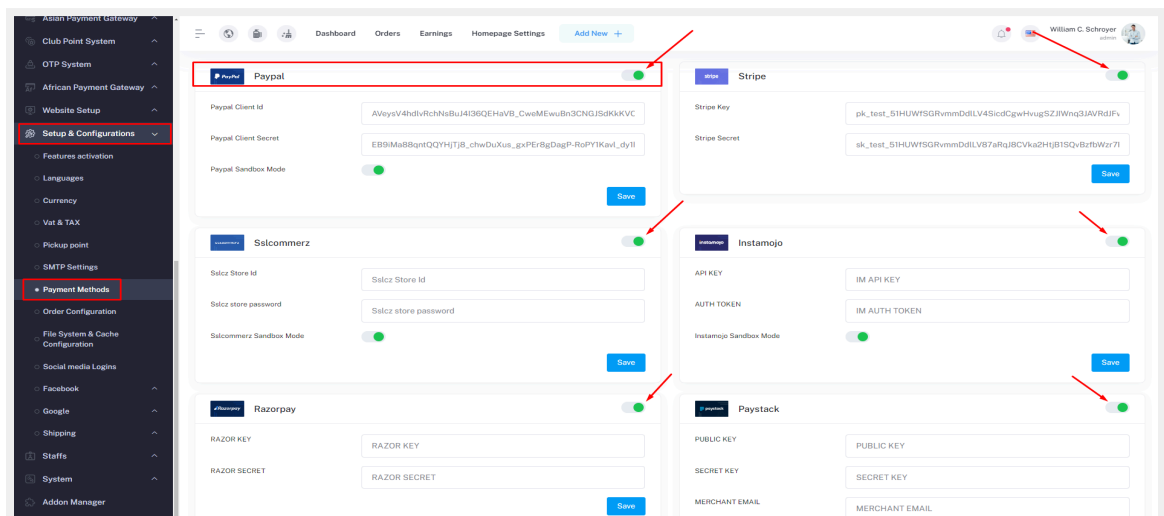 Asian Payment Gateway
Club Point System
OTP System
African Payment Gateway
Website Setup
Setup & Configurations
Features activation
Languages
Currency
Vat & TAX
Pickup point
SMTP Settings
Payment Methods
Order Configuration
File System & Cache
Configuration
Social media Logins
Facebook
Google
Shipping
Staffs
System
Addon Manager
Dashboard Orders Earnings Homepage Settings Add New +
William C. Schroyer
admin
PayPal Paypal
Paypal Client Id
Paypal Client Secret
Paypal Sandbox Mode
Save
stripe Stripe
Stripe Key
Stripe Secret
Save
Sslcommerz
Sslcz Store Id Sslcz Store Id
Sslcz store password Sslcz store password
Sslcommerz Sandbox Mode
Save
instamojo Instamojo
API KEY IM API KEY
AUTH TOKEN IM AUTH TOKEN
Instamojo Sandbox Mode
Save
Razorpay Razorpay
RAZOR KEY RAZOR KEY
RAZOR SECRET RAZOR SECRET
Save
paystack Paystack
PUBLIC KEY PUBLIC KEY
SECRET KEY SECRET KEY
MERCHANT EMAIL MERCHANT EMAIL